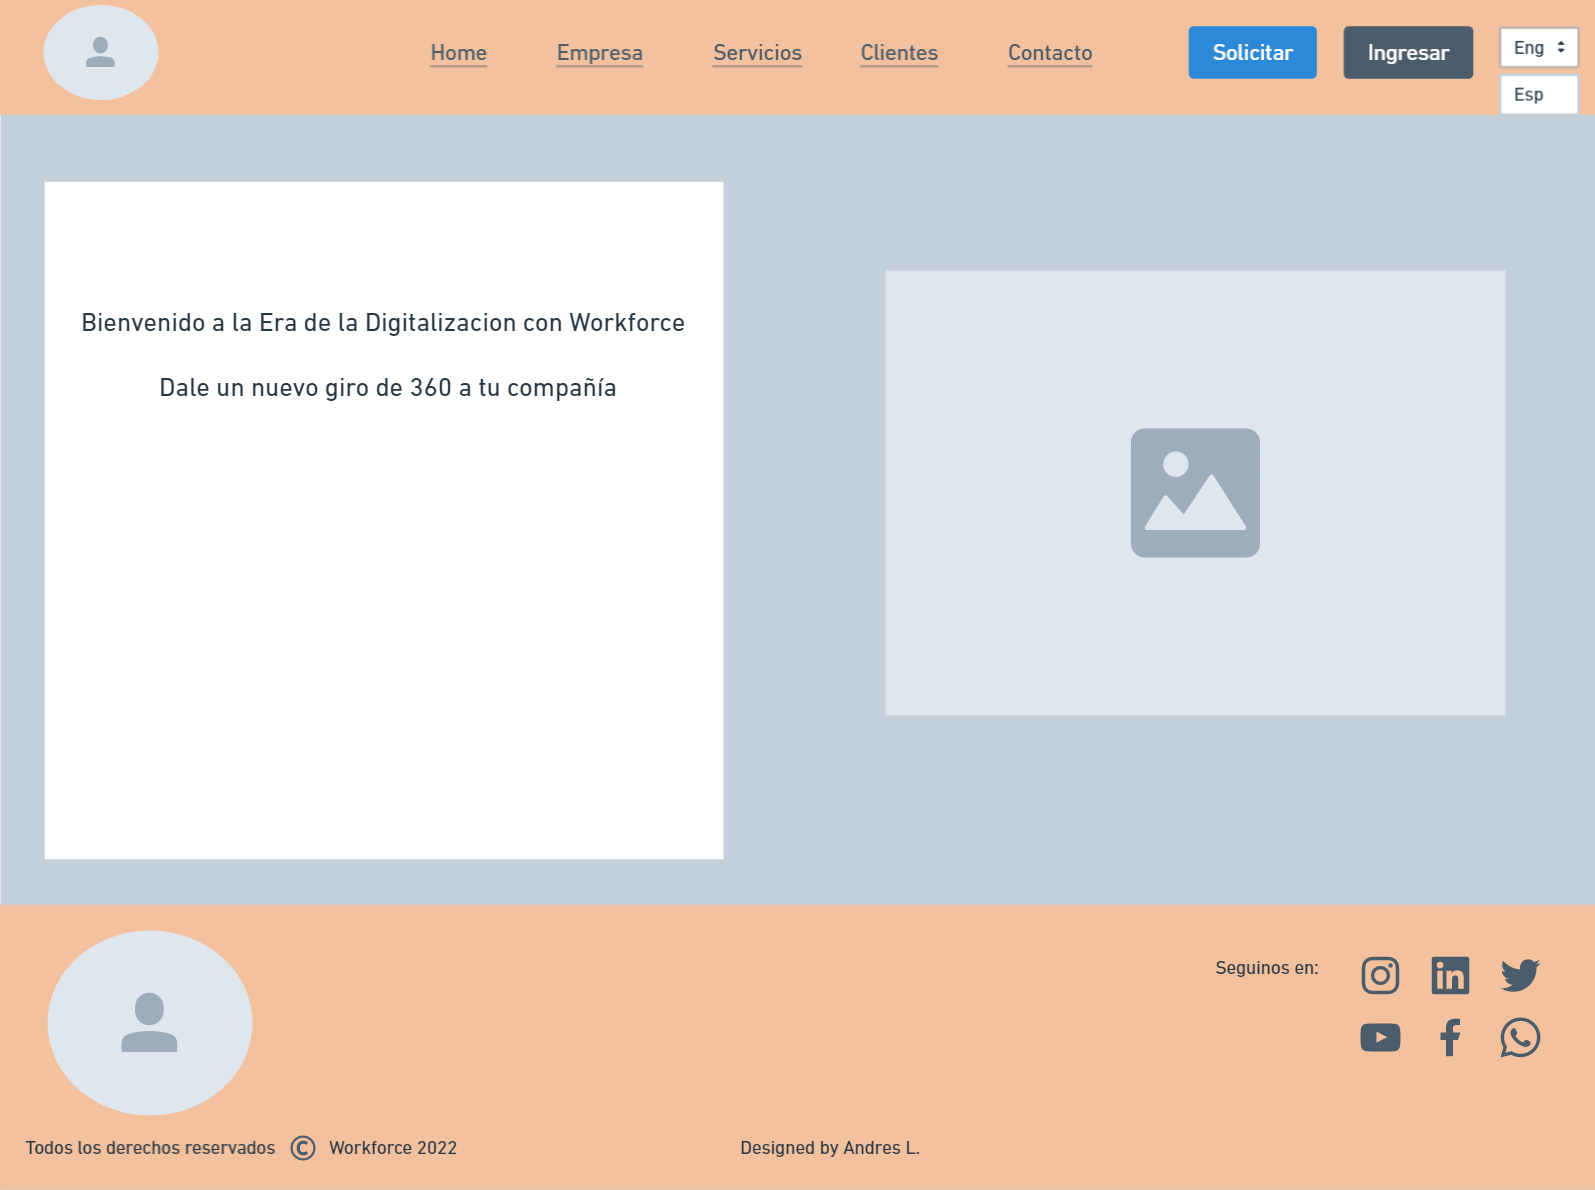 Home Empresa Servicios Clientes Contacto Solicitar Ingresar Eng
Esp
Bienvenido a la Era de la Digitalizacion con Workforce
Dale un nuevo giro de 360 a tu compañía
Seguinos en:
Todos los derechos reservados © Workforce 2022 Designed by Andres L.